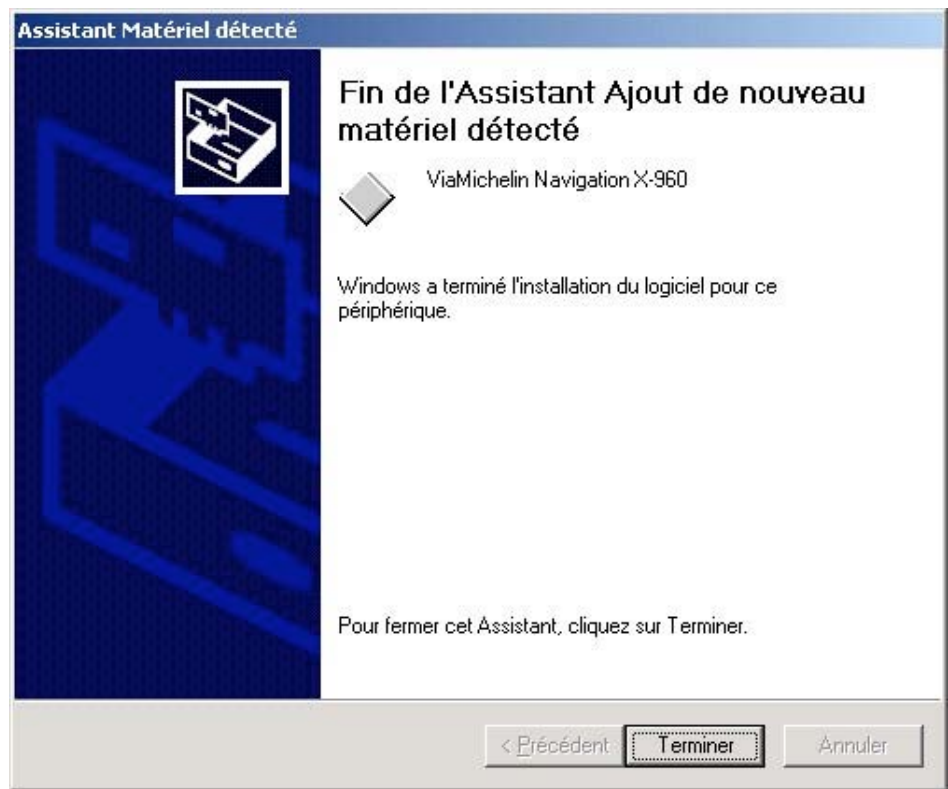 Assistant Matériel détecté
Fin de l'Assistant Ajout de nouveau
matériel détecté
ViaMichelin Navigation X-960
Windows a terminé l'installation du logiciel pour ce
périphérique.
Pour fermer cet Assistant, cliquez sur Terminer.
< Précédent
Terminer
Annuler